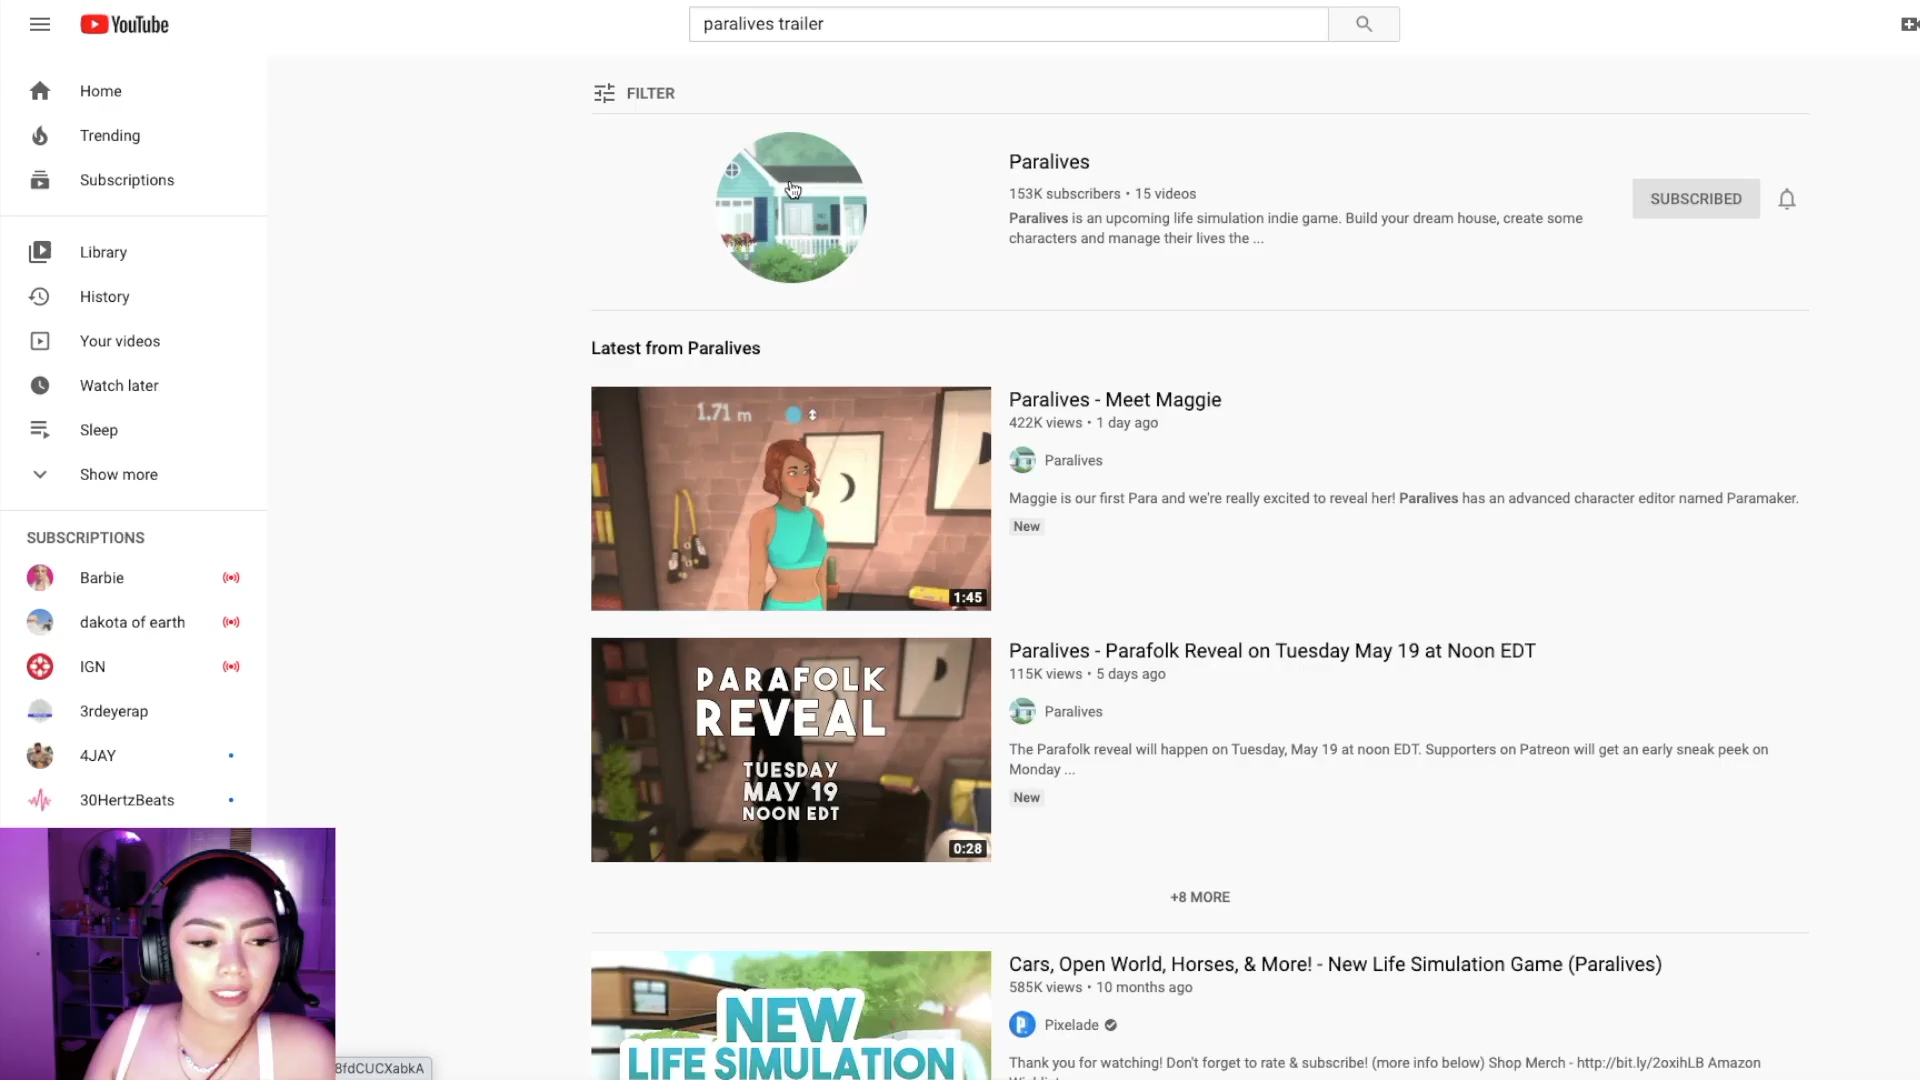 YouTube
paralives trailer
Home
Trending
Subscriptions
Library
History
Your videos
Watch later
Sleep
Show more
SUBSCRIPTIONS
Barbie
dakota of earth
IGN
3rdeyerap
4JAY
30HertzBeats
FILTER
Paralives
153K subscribers • 15 videos
Paralives is an upcoming life simulation indie game. Build your dream house, create some
characters and manage their lives the ...
SUBSCRIBED
Latest from Paralives
1.71 m
1:45
Paralives - Meet Maggie
422K views • 1 day ago
Paralives
Maggie is our first Para and we're really excited to reveal her! Paralives has an advanced character editor named Paramaker.
New
PARAFOLK
REVEAL
TUESDAY
MAY 19
NOON EDT
0:28
Paralives - Parafolk Reveal on Tuesday May 19 at Noon EDT
115K views • 5 days ago
Paralives
The Parafolk reveal will happen on Tuesday, May 19 at noon EDT. Supporters on Patreon will get an early sneak peek on
Monday ...
New
+8 MORE
NEW
LIFE SIMULATION
Cars, Open World, Horses, & More! - New Life Simulation Game (Paralives)
585K views • 10 months ago
Pixelade
Thank you for watching! Don't forget to rate & subscribe! (more info below) Shop Merch - http://bit.ly/2oxihLB Amazon
8fdCUCXabkA